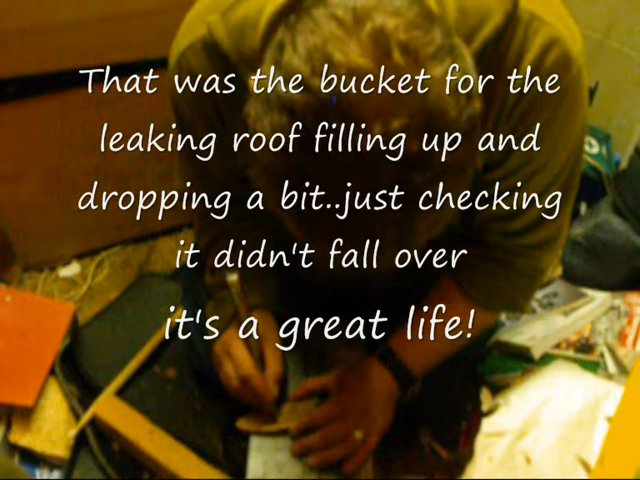 That was the bucket for the
leaking roof filling up and
dropping a bit..just checking
it didn't fall over
it's a great life!